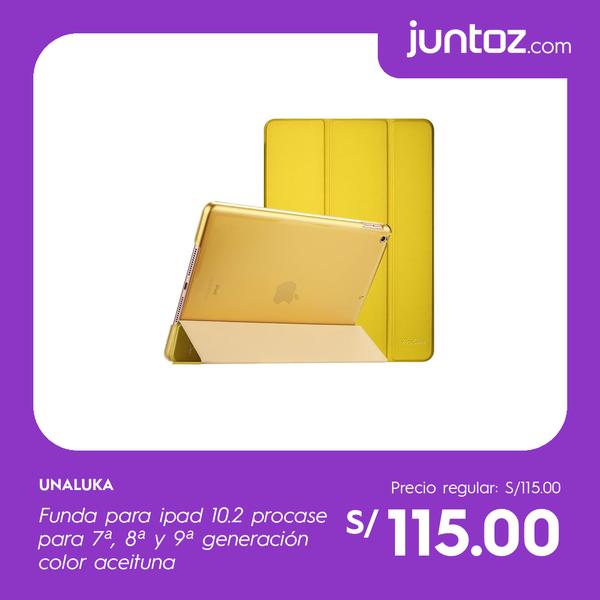 juntoz.com
UNALUKA
Funda para ipad 10.2 procase
para 7ª, 8ª y 9ª generación
color aceituna
Precio regular: S/115.00
S/ 115.00